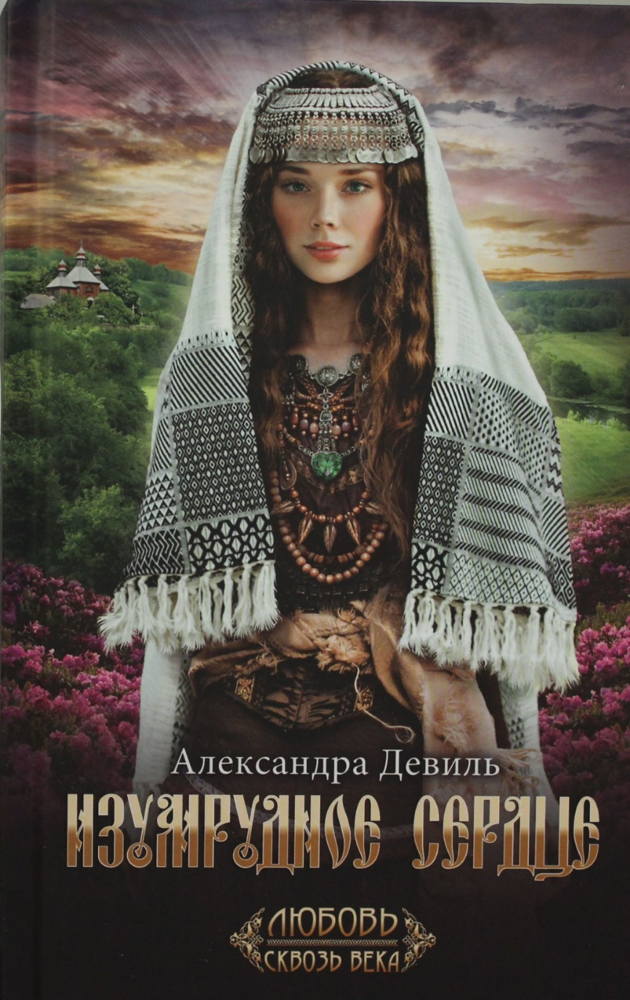 Александра Девиль
ИЗУМРУДНОЕ СЕРДЦЕ
ЛЮБОВЬ
СКВОЗЬ ВЕКА